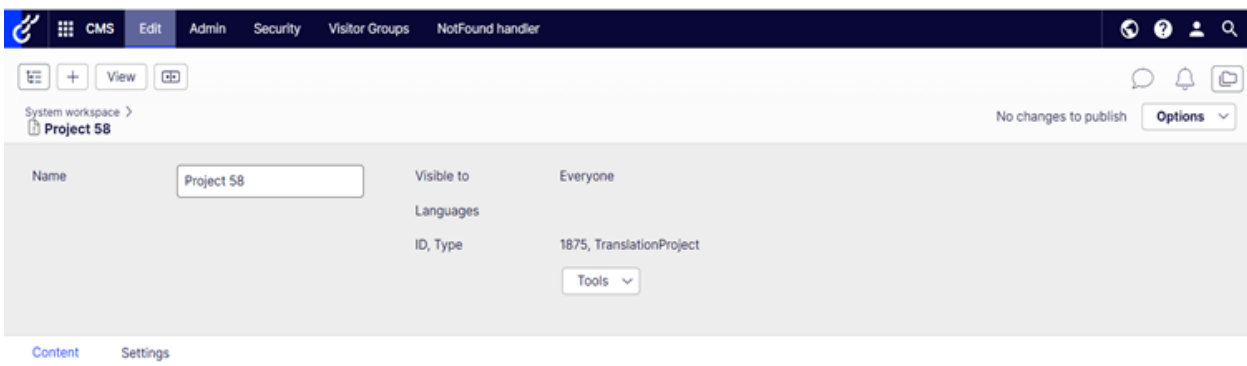 CMS Edit Admin Security Visitor Groups NotFound handler
View
System workspace >
Project 58
No changes to publish Options
Name Project 58 Visible to Everyone
Languages
ID, Type 1875, TranslationProject
Tools
Content Settings